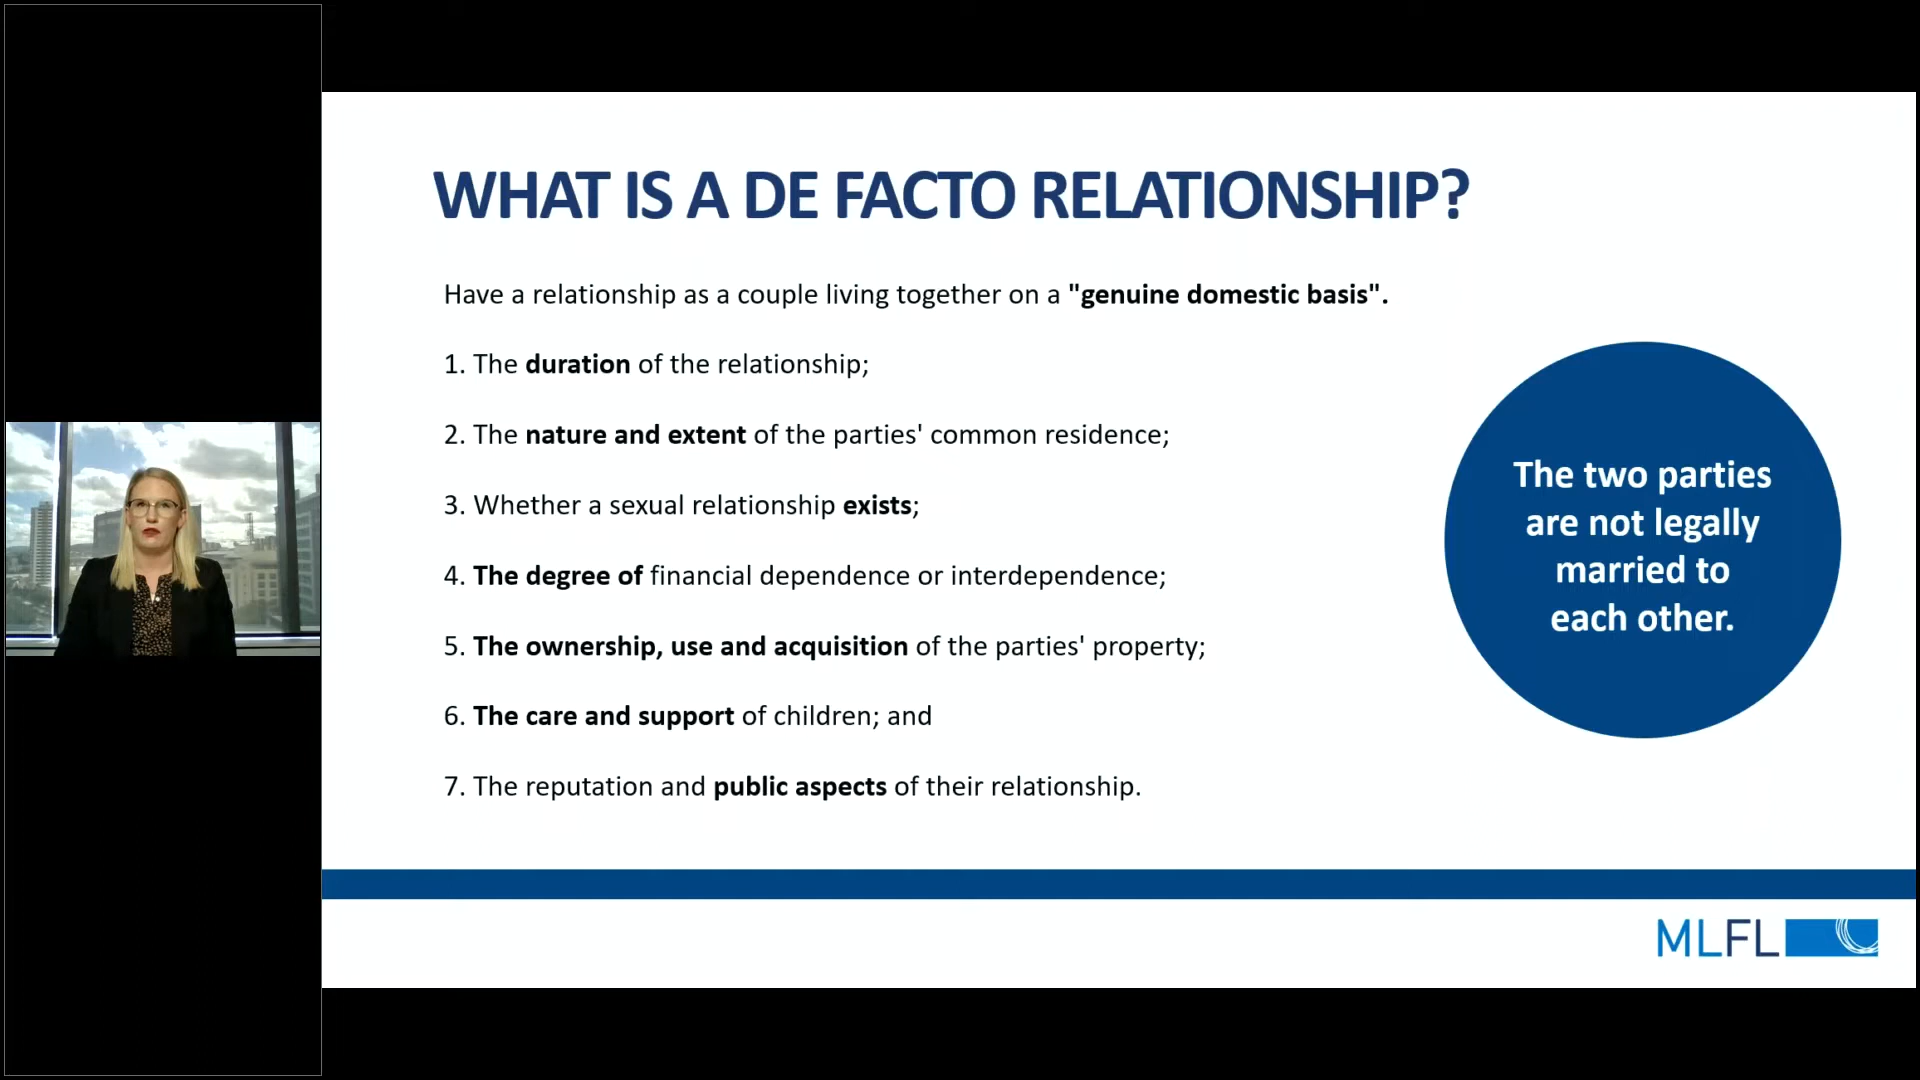 WHAT IS A DE FACTO RELATIONSHIP?
Have a relationship as a couple living together on a "genuine domestic basis".
1. The duration of the relationship;
2. The nature and extent of the parties' common residence;
3. Whether a sexual relationship exists;
4. The degree of financial dependence or interdependence;
5. The ownership, use and acquisition of the parties' property;
6. The care and support of children; and
7. The reputation and public aspects of their relationship.
The two parties
are not legally
married to
each other.
MLFL